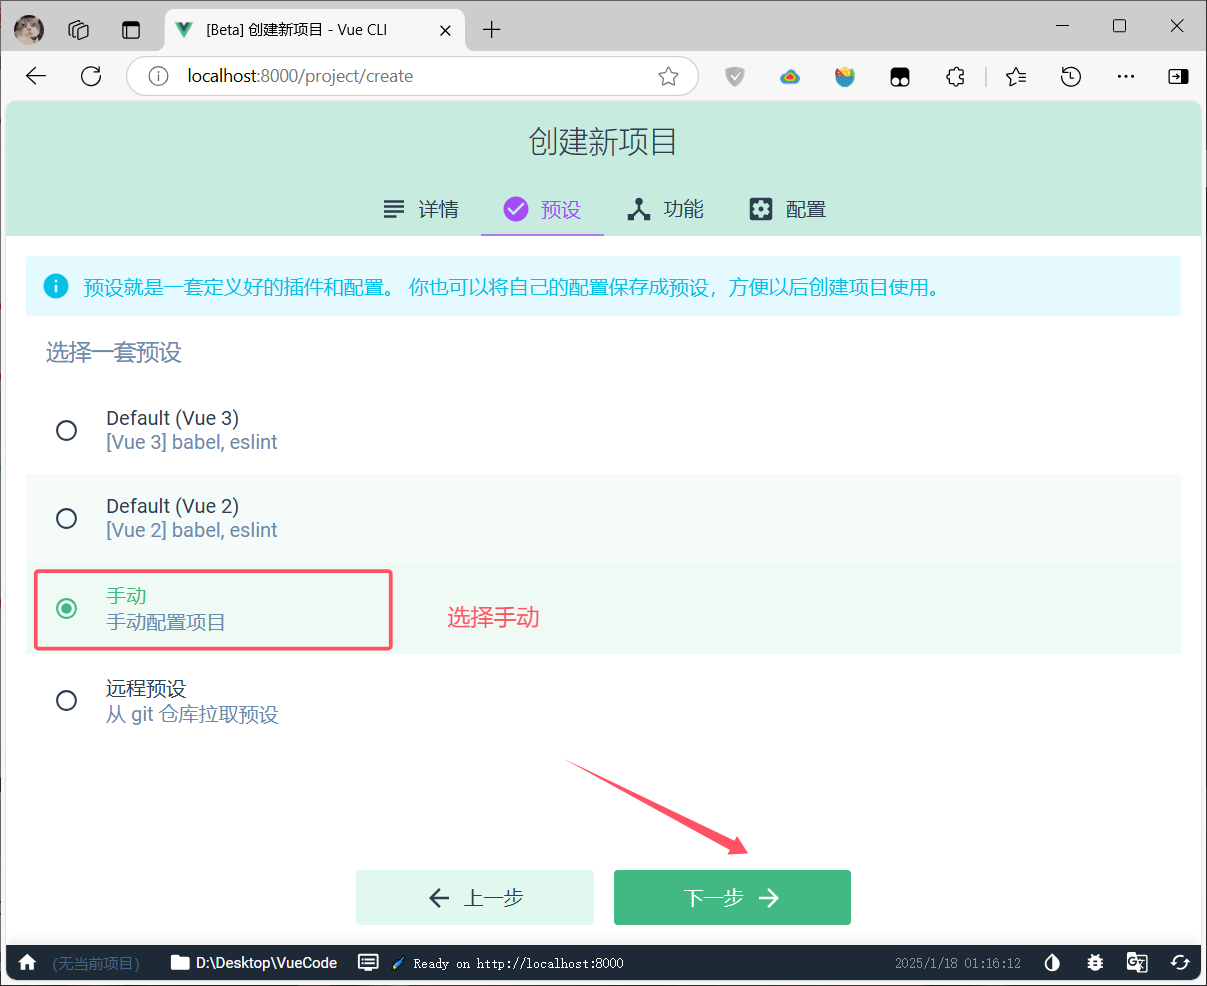 [Beta] 创建新项目 - Vue CLI
localhost:8000/project/create
创建新项目
详情
预设
功能
配置
预设就是一套定义好的插件和配置。 你也可以将自己的配置保存成预设，方便以后创建项目使用。
选择一套预设
Default (Vue 3)
[Vue 3] babel, eslint
Default (Vue 2)
[Vue 2] babel, eslint
手动
手动配置项目
选择手动
远程预设
从 git 仓库拉取预设
上一步
下一步
(无当前项目)
D:\Desktop\VueCode
Ready on http://localhost:8000
2025/1/18 01:16:12